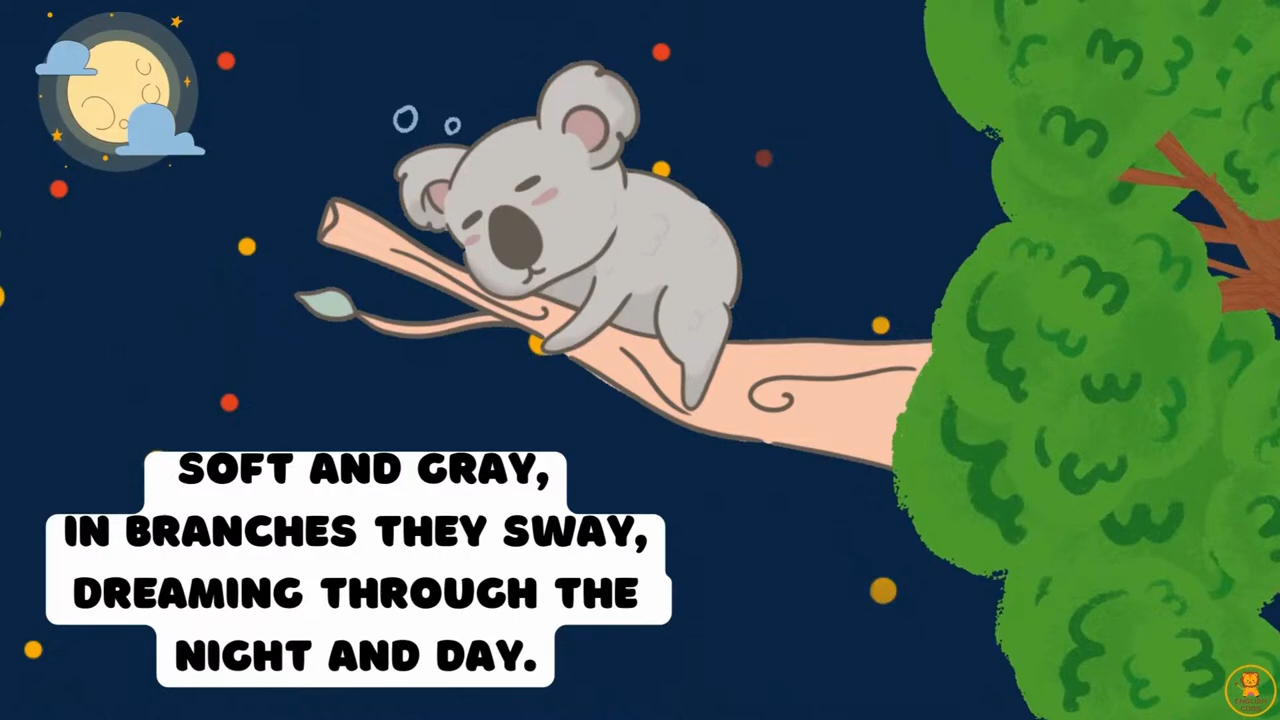 SOFT AND GRAY,
IN BRANCHES THEY SWAY,
DREAMING THROUGH THE
NIGHT AND DAY.